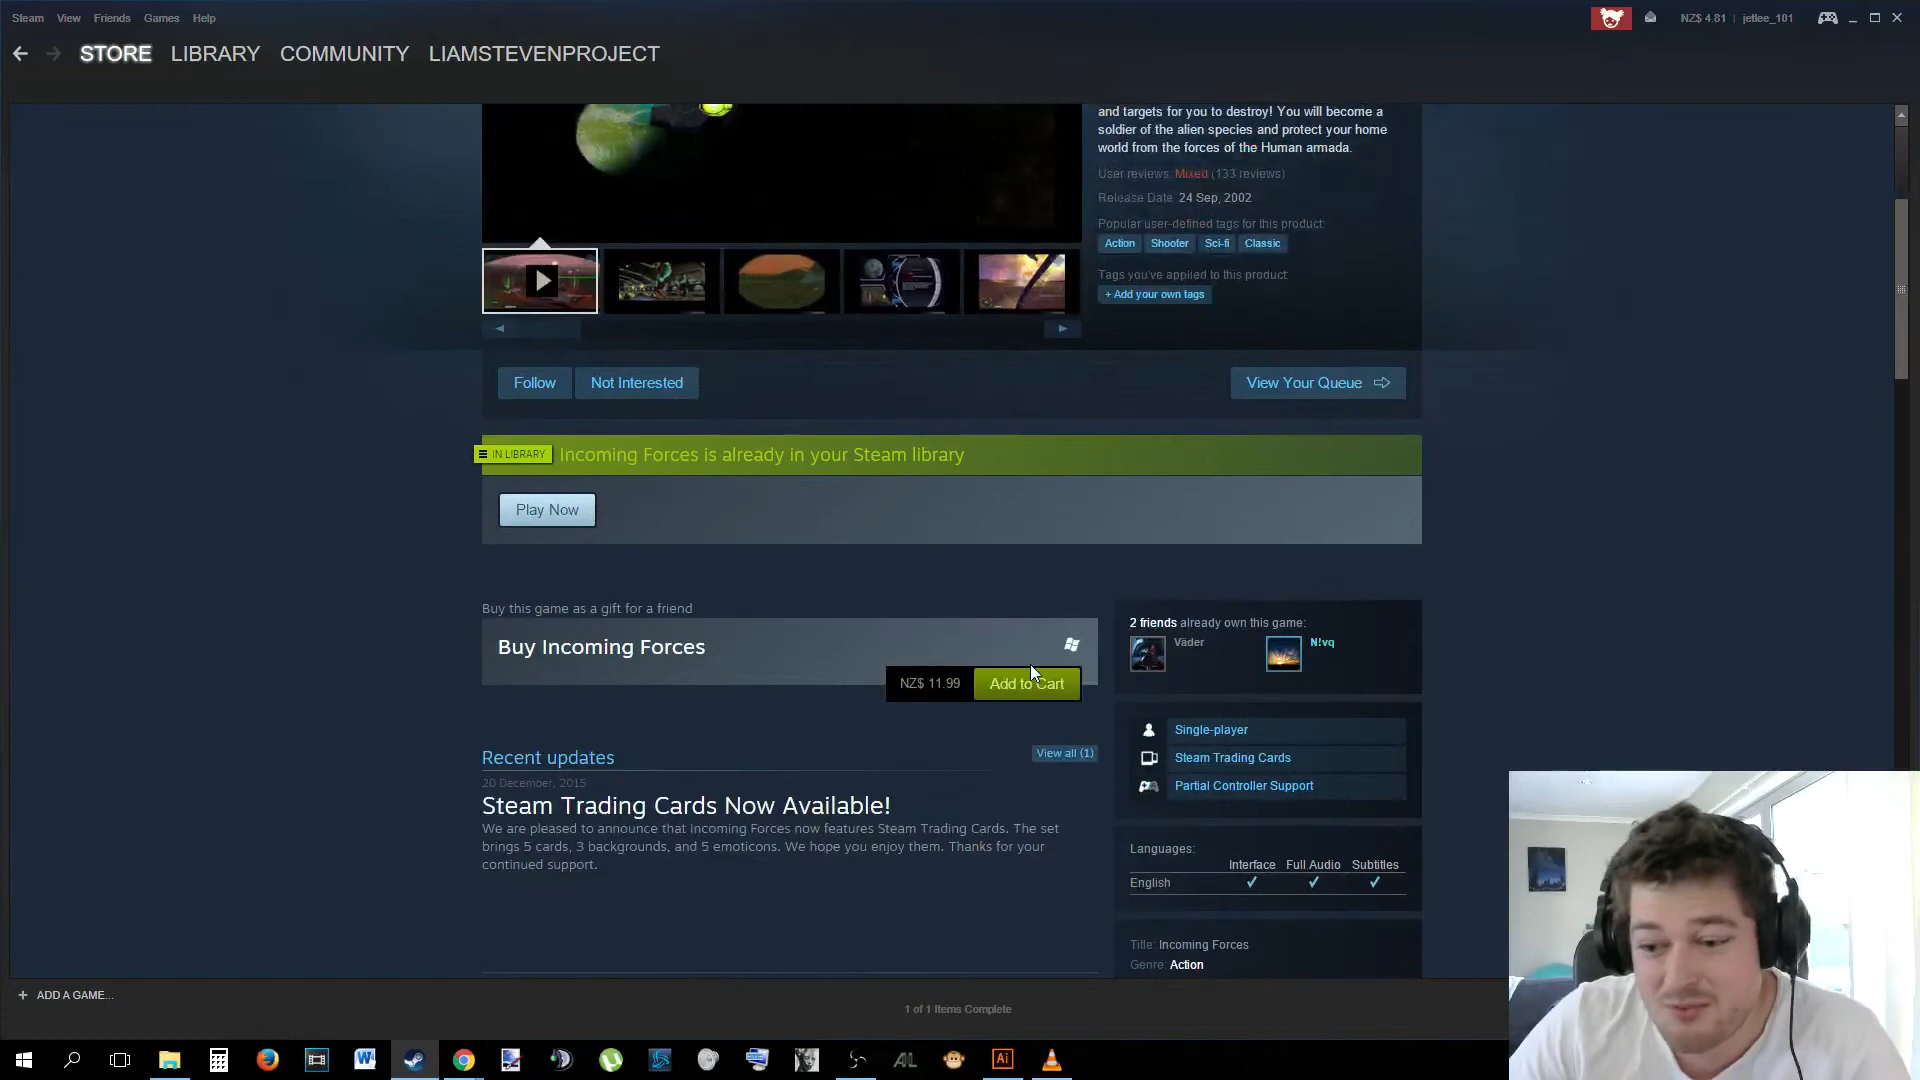 Steam View Friends Games Help
NZ$ 4.81 | jetlee_101
STORE LIBRARY COMMUNITY LIAMSTEVENPROJECT
and targets for you to destroy! You will become a
soldier of the alien species and protect your home
world from the forces of the Human armada.
User reviews: Mixed (133 reviews)
Release Date: 24 Sep, 2002
Popular user-defined tags for this product:
Action Shooter Sci-fi Classic
Tags you've applied to this product:
+ Add your own tags
Follow Not Interested View Your Queue
IN LIBRARY Incoming Forces is already in your Steam library
Play Now
Buy this game as a gift for a friend
Buy Incoming Forces
NZ$ 11.99 Add to Cart
2 friends already own this game:
Väder N!vq
Single-player
Steam Trading Cards
Partial Controller Support
Recent updates View all (1)
20 December, 2015
Steam Trading Cards Now Available!
We are pleased to announce that Incoming Forces now features Steam Trading Cards. The set
brings 5 cards, 3 backgrounds, and 5 emoticons. We hope you enjoy them. Thanks for your
continued support.
Languages:
Interface Full Audio Subtitles
English
Title: Incoming Forces
Genre: Action
+ ADD A GAME...
1 of 1 Items Complete
W AL Ai